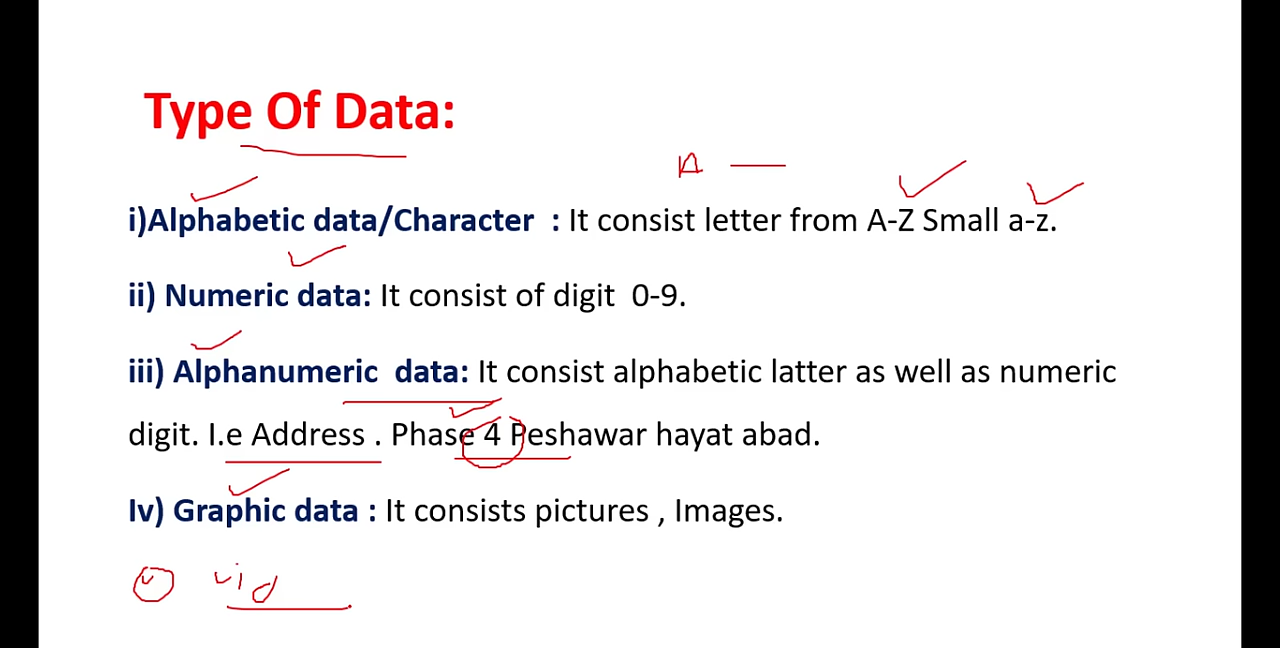 Type Of Data:
A —
i)Alphabetic data/Character : It consist letter from A-Z Small a-z.
ii) Numeric data: It consist of digit 0-9.
iii) Alphanumeric data: It consist alphabetic latter as well as numeric
digit. I.e Address . Phase 4 Peshawar hayat abad.
Iv) Graphic data : It consists pictures , Images.
v vid